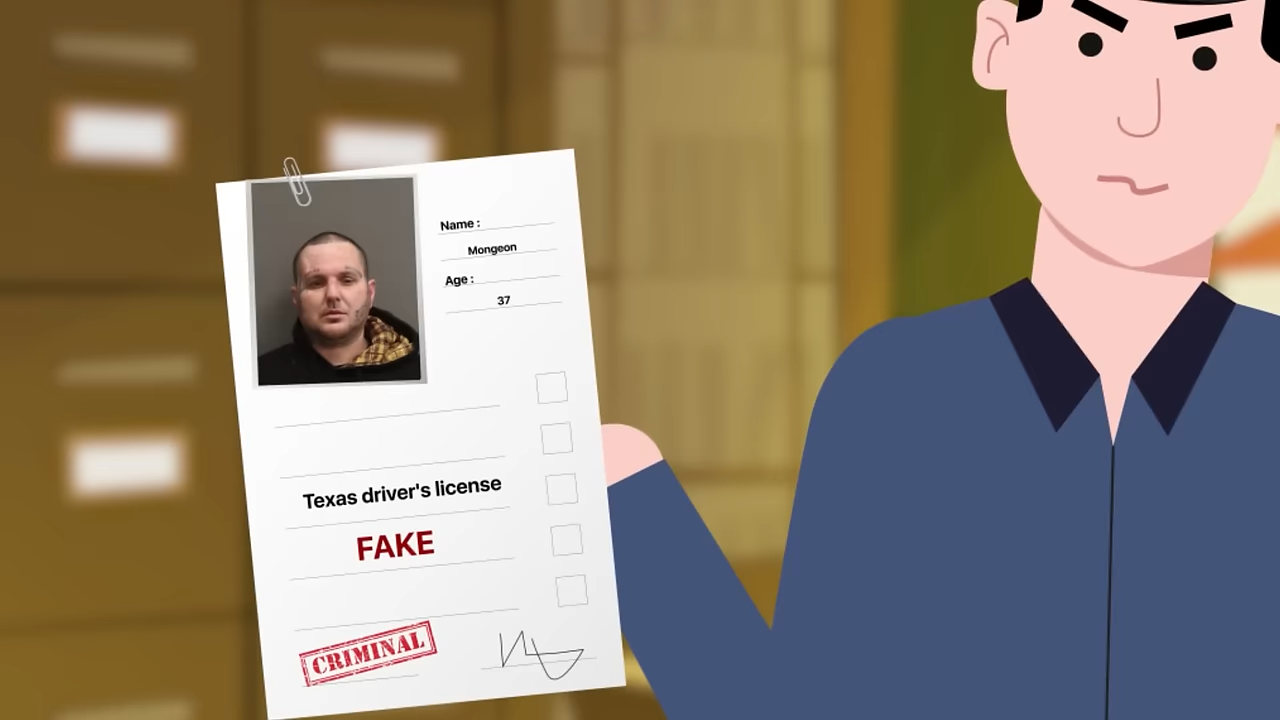 Name :
Mongeon
Age :
37
Texas driver's license
FAKE
CRIMINAL